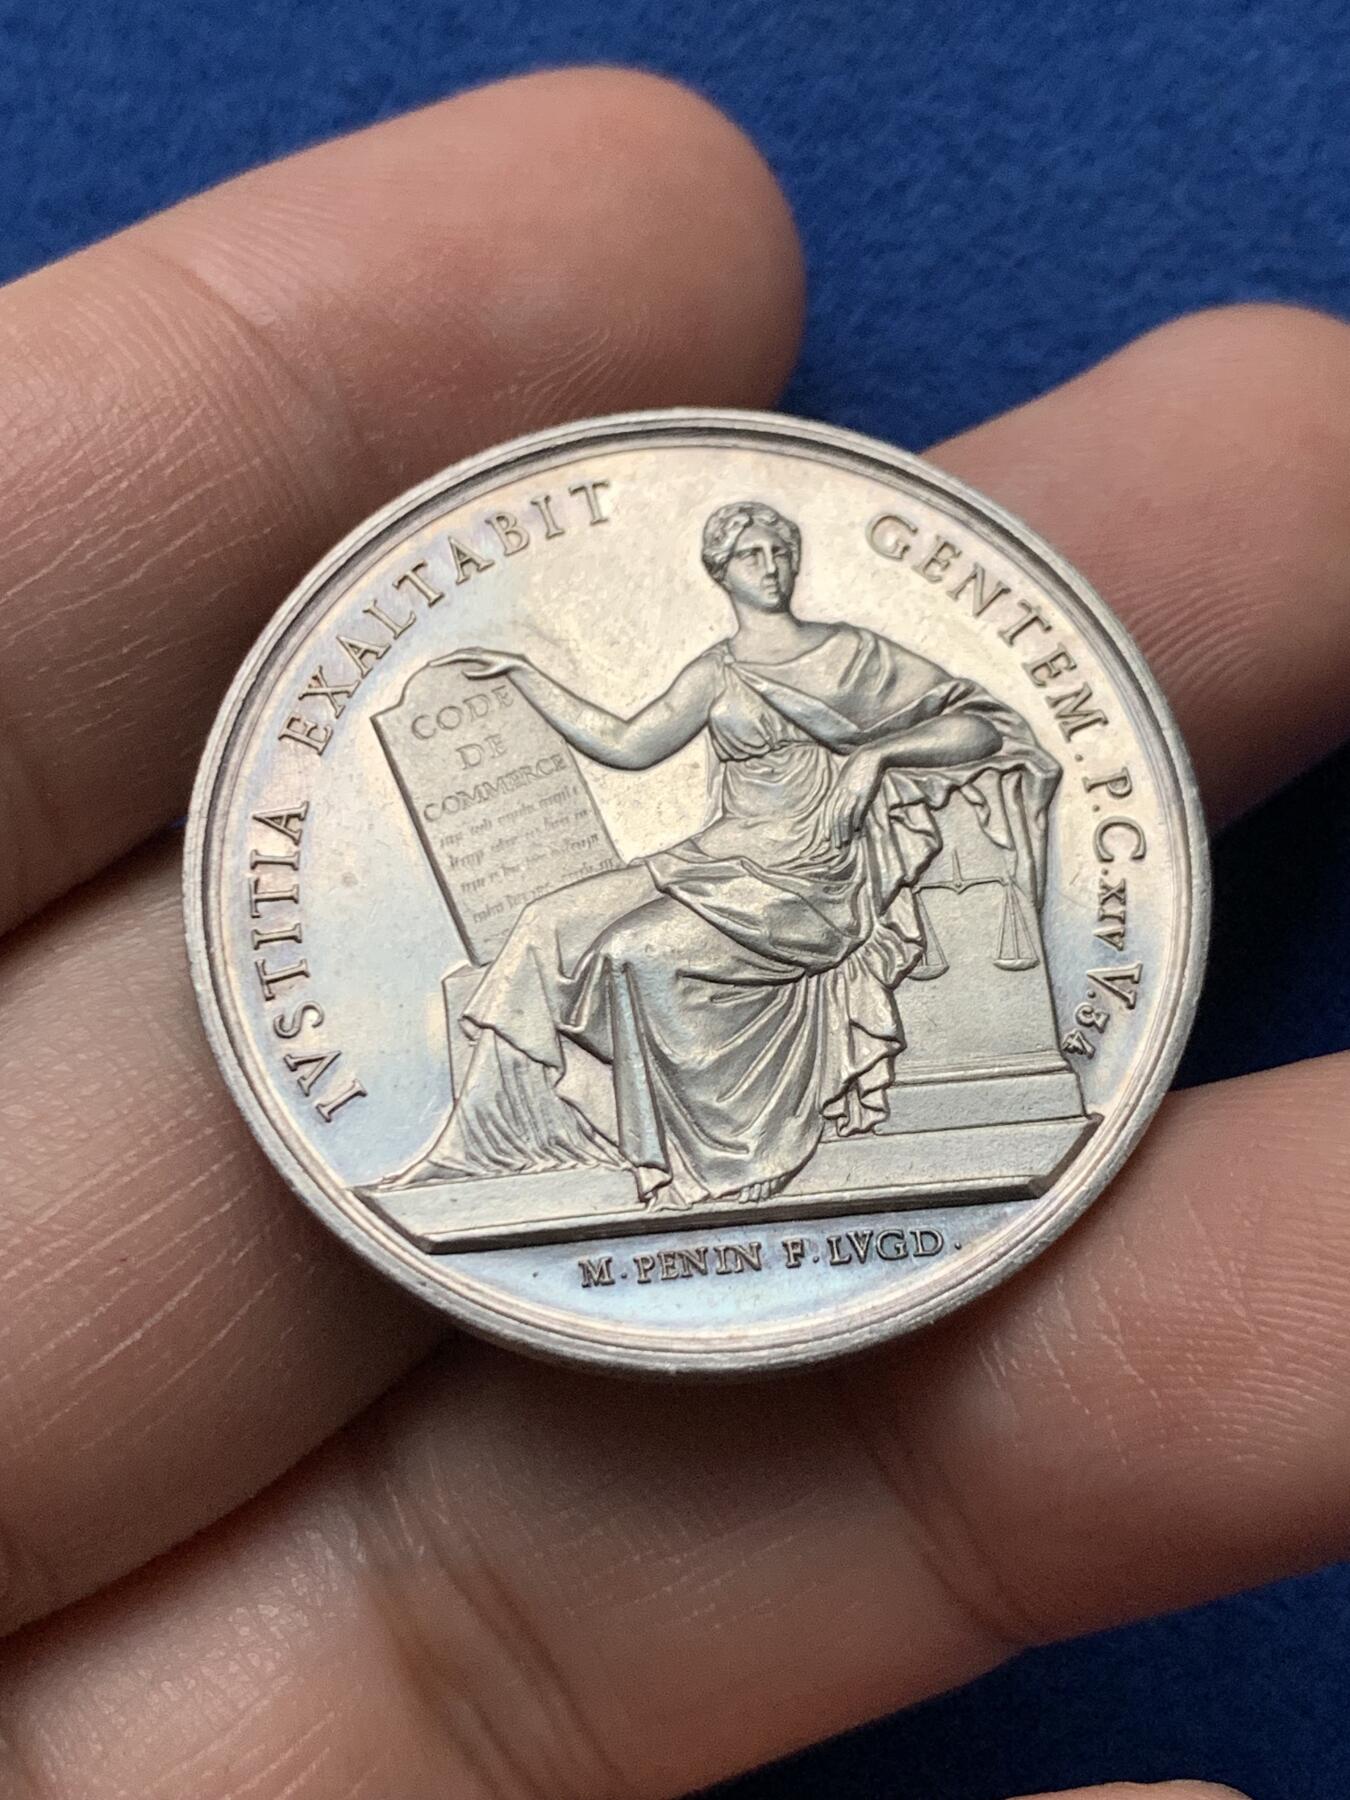 IVSTITIA EXALTABIT GENTEM. P.C. XIV V.34
CODE
DE
COMMERCE
M. PENIN F. LVGD.